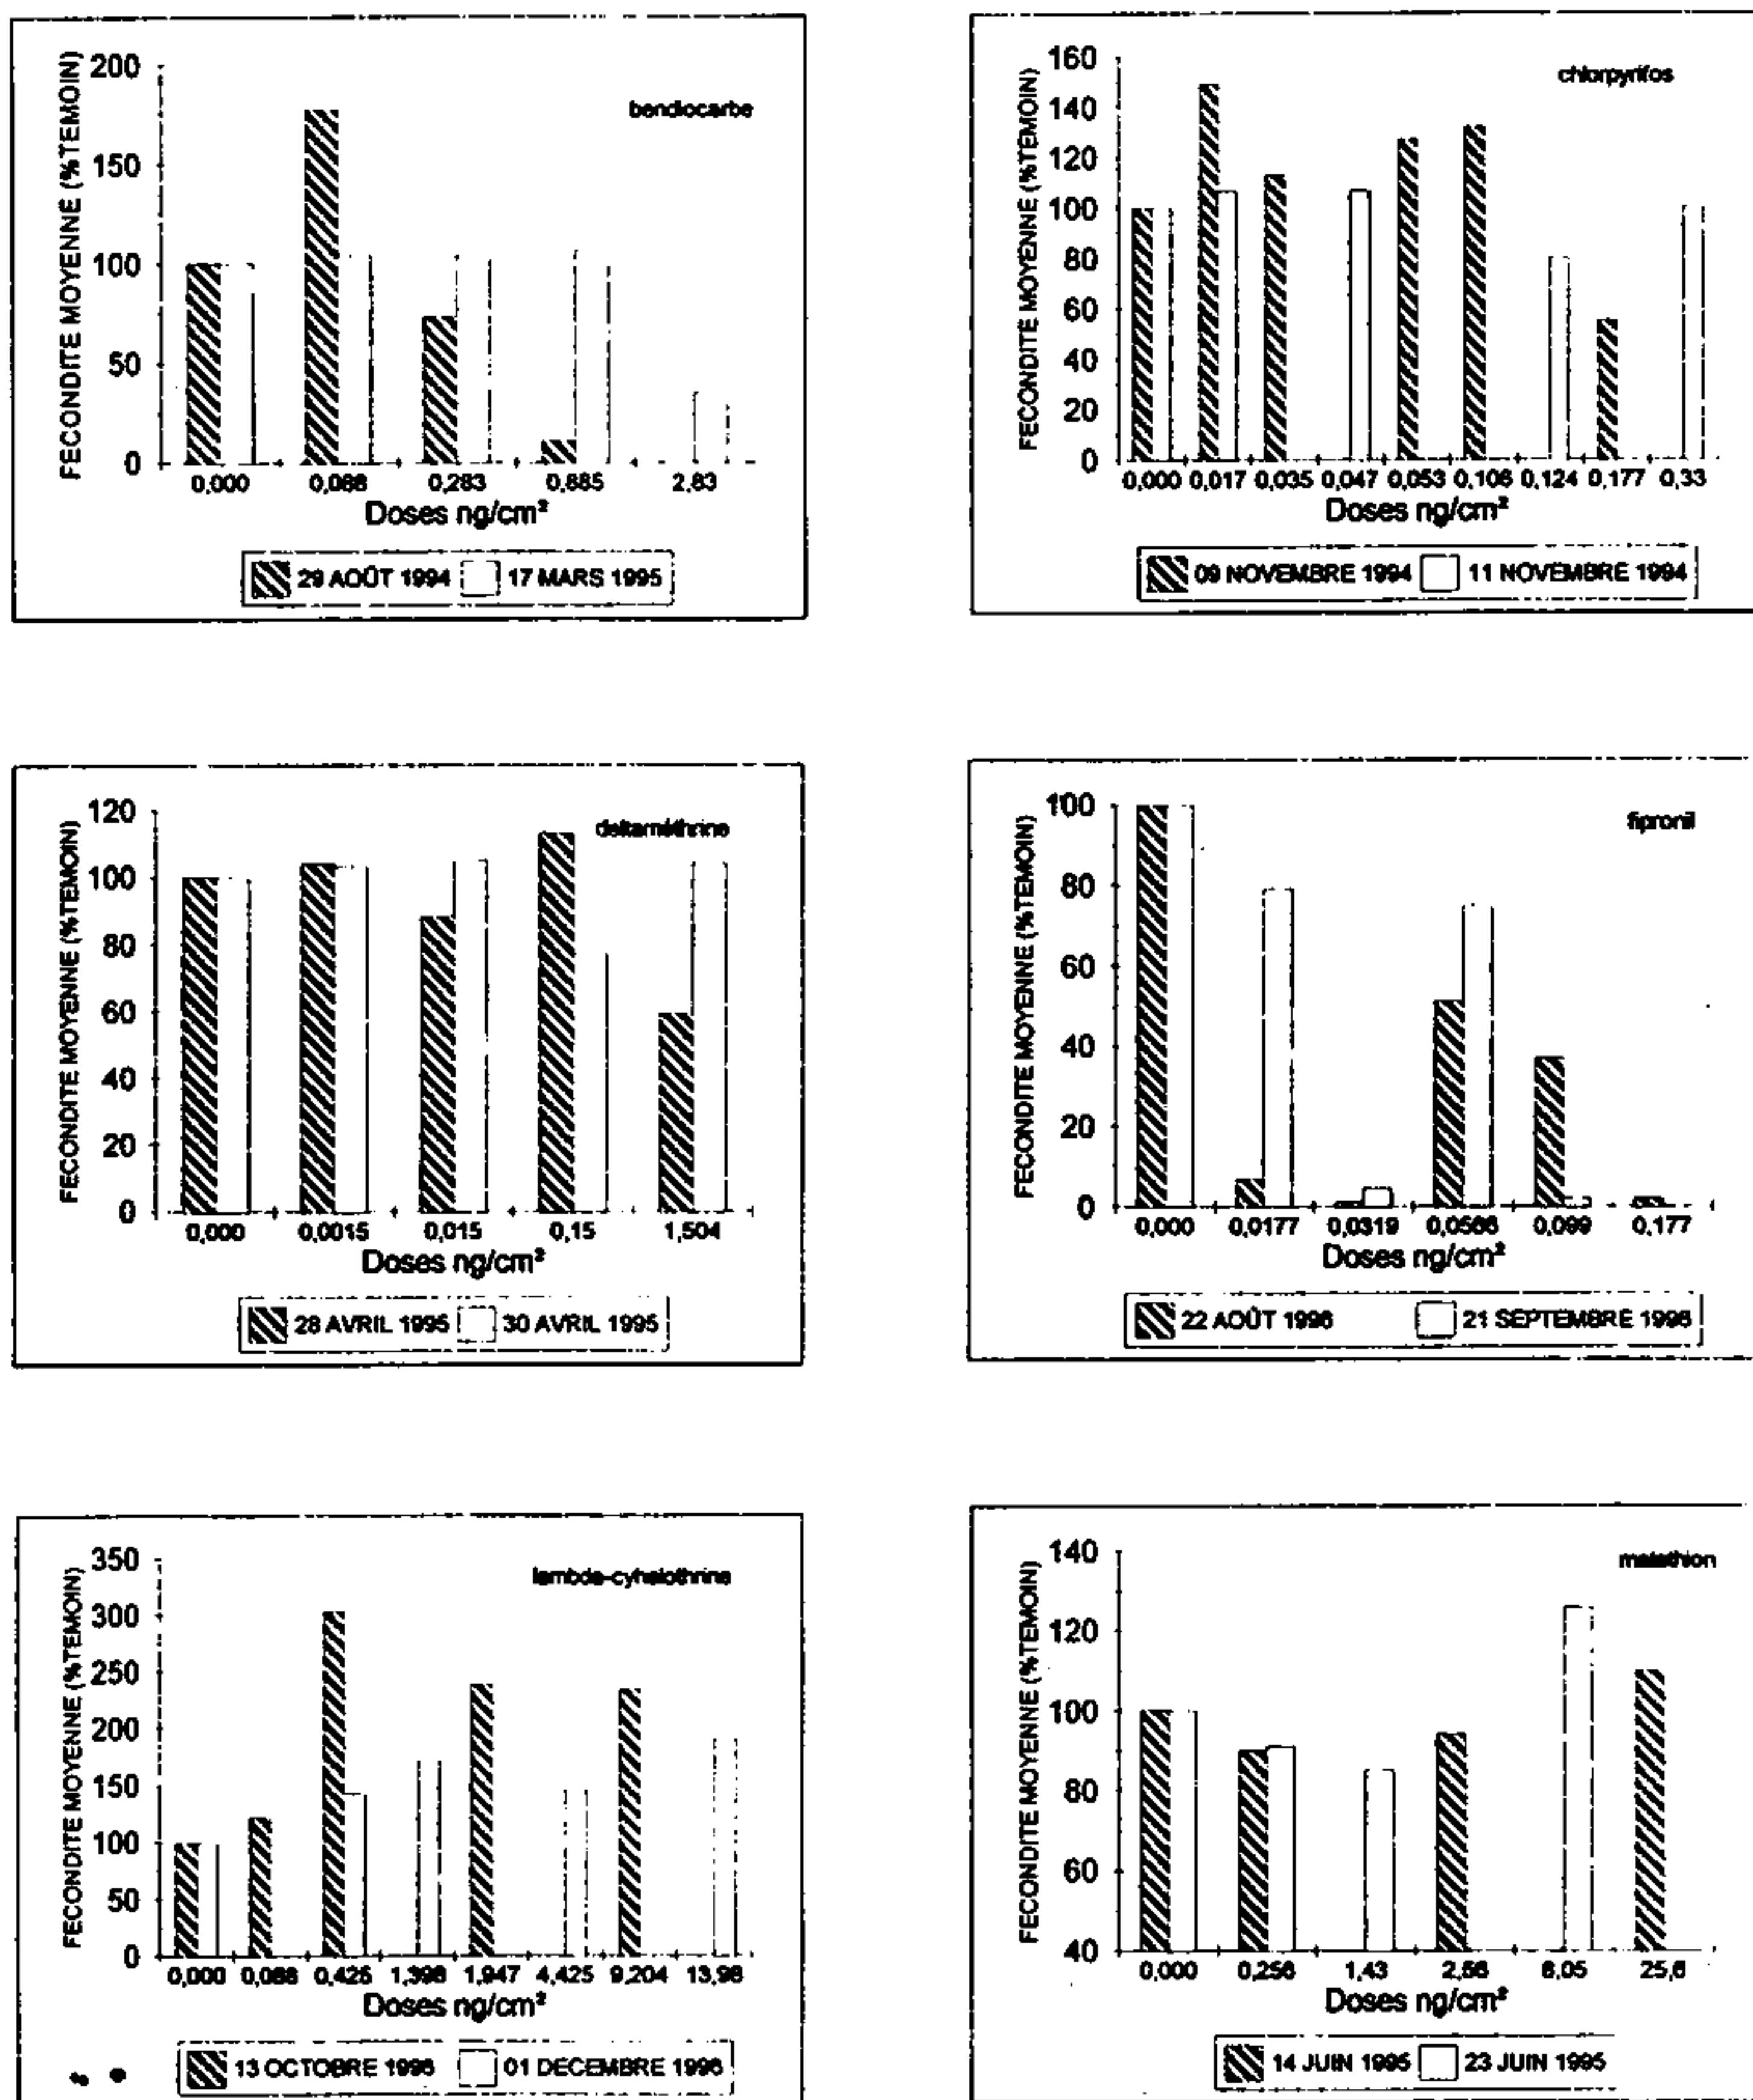 FECONDITE MOYENNE (%TEMOIN)
200
150
100
50
0
bendiocarbe
0,000 0,088 0,283 0,885 2,83
Doses ng/cm²
29 AOÛT 1994 17 MARS 1995
FECONDITE MOYENNE (%TEMOIN)
160
140
120
100
80
60
40
20
0
chlorpyrifos
0,000 0,017 0,035 0,047 0,053 0,106 0,124 0,177 0,33
Doses ng/cm²
09 NOVEMBRE 1994 11 NOVEMBRE 1994
FECONDITE MOYENNE (%TEMOIN)
120
100
80
60
40
20
0
deltaméthrine
0,000 0,0015 0,015 0,15 1,504
Doses ng/cm²
28 AVRIL 1995 30 AVRIL 1995
FECONDITE MOYENNE (%TEMOIN)
100
80
60
40
20
0
fipronil
0,000 0,0177 0,0319 0,0566 0,099 0,177
Doses ng/cm²
22 AOÛT 1996 21 SEPTEMBRE 1996
FECONDITE MOYENNE (%TEMOIN)
350
300
250
200
150
100
50
0
lambda-cyhalothrine
0,000 0,088 0,425 1,398 1,947 4,425 9,204 13,98
Doses ng/cm²
13 OCTOBRE 1996 01 DECEMBRE 1996
FECONDITE MOYENNE (%TEMOIN)
140
120
100
80
60
40
malathion
0,000 0,256 1,43 2,56 8,05 25,6
Doses ng/cm²
14 JUIN 1995 23 JUIN 1995